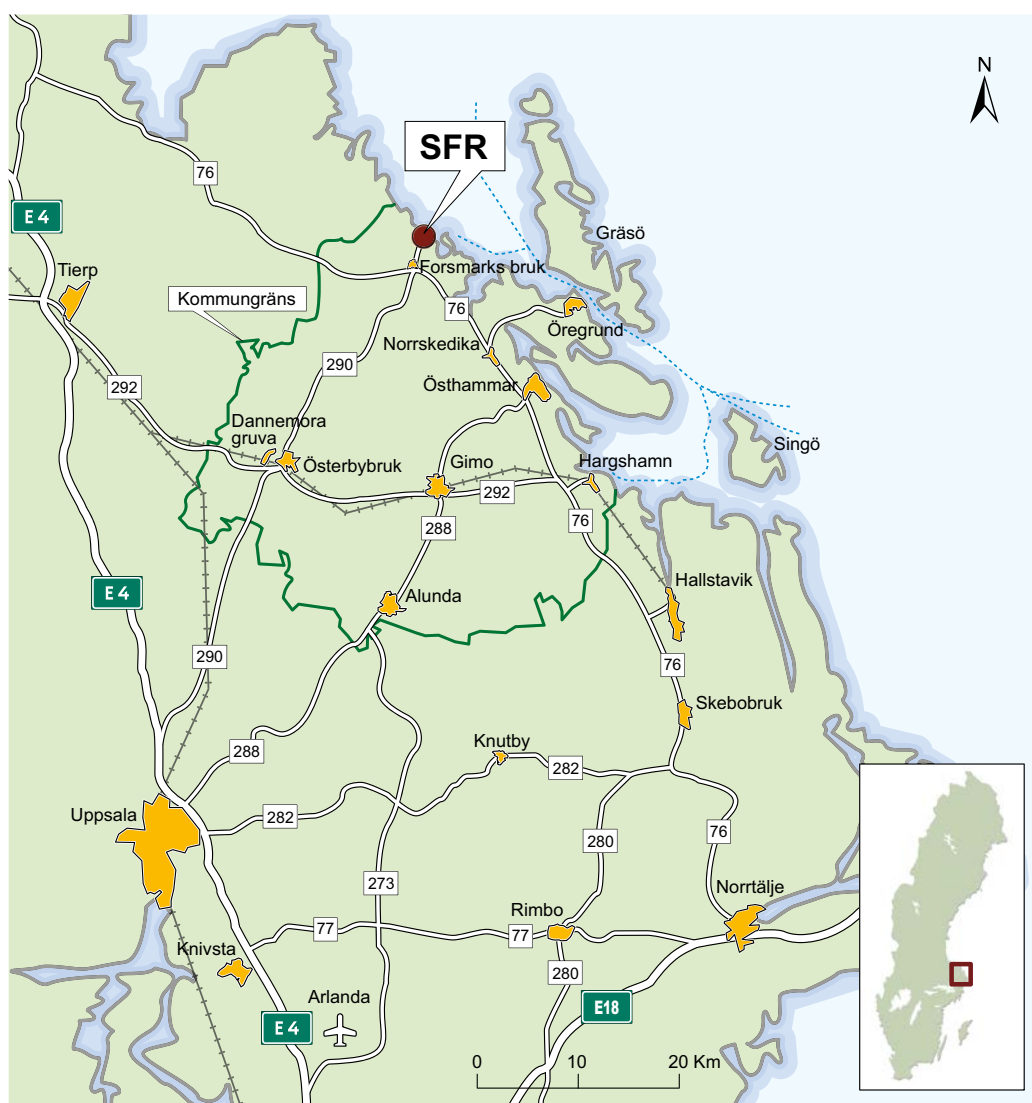 N
SFR
76
E 4
Gräsö
Tierp
Forsmarks bruk
Kommungräns
76
Öregrund
Norrskedika
290
Östhammar
292
Dannemora
gruva
Singö
Österbybruk
Gimo
Hargshamn
292
76
288
Hallstavik
E 4
Alunda
290
76
Skebobruk
288
Knutby
282
Uppsala
282
76
280
273
Norrtälje
Rimbo
77
77
Knivsta
280
Arlanda
E 4
E18
0
10
20 Km